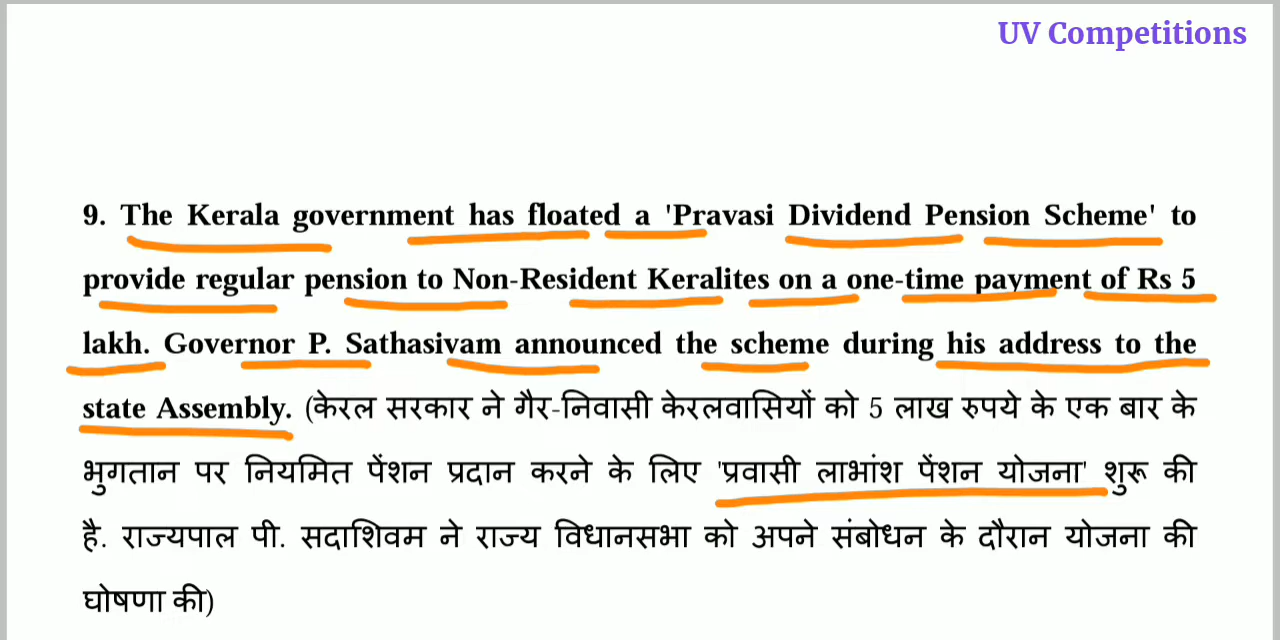 UV Competitions
9. The Kerala government has floated a 'Pravasi Dividend Pension Scheme' to
provide regular pension to Non-Resident Keralites on a one-time payment of Rs 5
lakh. Governor P. Sathasivam announced the scheme during his address to the
state Assembly. (केरल सरकार ने गैर-निवासी केरलवासियों को 5 लाख रुपये के एक बार के
भुगतान पर नियमित पेंशन प्रदान करने के लिए 'प्रवासी लाभांश पेंशन योजना' शुरू की
है. राज्यपाल पी. सदाशिवम ने राज्य विधानसभा को अपने संबोधन के दौरान योजना की
घोषणा की)